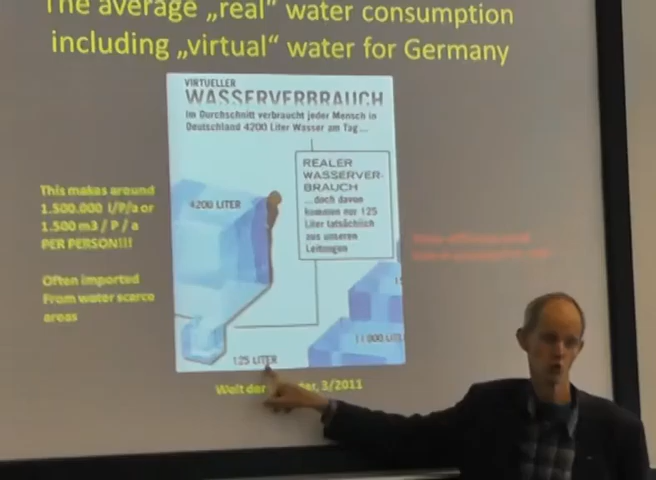 The average „real“ water consumption
including „virtual“ water for Germany
VIRTUELLER
WASSERVERBRAUCH
Im Durchschnitt verbraucht jeder Mensch in
Deutschland 4200 Liter Wasser am Tag...
REALER
WASSERVER-
BRAUCH
...doch davon
kommen nur 125
Liter tatsächlich
aus unseren
Leitungen
4200 LITER
This makes around
1.500.000 l/P/a or
1.500 m3 / P / a
PER PERSON!!!
Often imported
From water scarce
areas
11 000
125 LITER
Welt der 3/2011